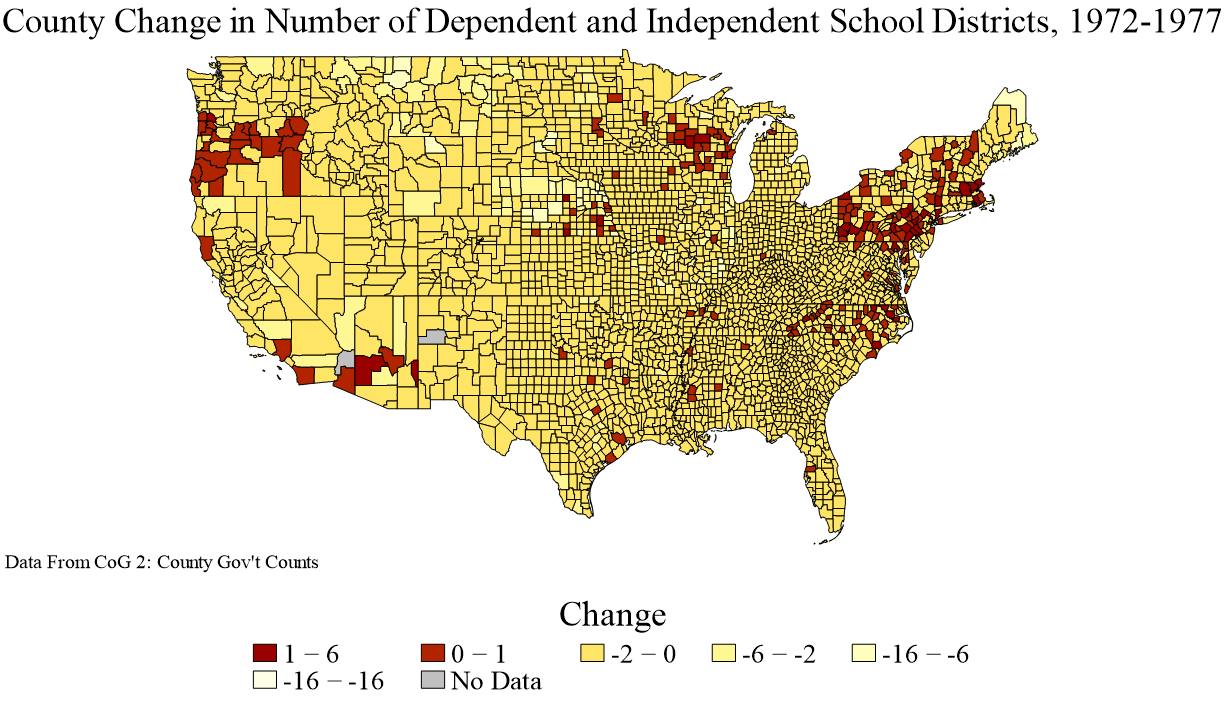 County Change in Number of Dependent and Independent School Districts, 1972-1977
Data From CoG 2: County Gov't Counts
Change
1 − 6 0 − 1 -2 − 0 -6 − -2 -16 − -6
-16 − -16 No Data